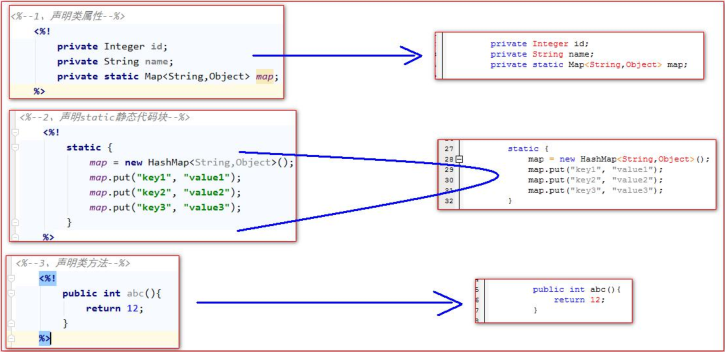 <%--1、声明类属性--%>
<%!
private Integer id;
private String name;
private static Map<String,Object> map;
%>
private Integer id;
private String name;
private static Map<String,Object> map;
<%--2、声明static静态代码块--%>
<%!
static {
map = new HashMap<String,Object>();
map.put("key1", "value1");
map.put("key2", "value2");
map.put("key3", "value3");
}
%>
27 static {
28 map = new HashMap<String,Object>();
29 map.put("key1", "value1");
30 map.put("key2", "value2");
31 map.put("key3", "value3");
32 }
<%--3、声明类方法--%>
<%!
public int abc(){
return 12;
}
%>
5 public int abc(){
6 return 12;
7 }